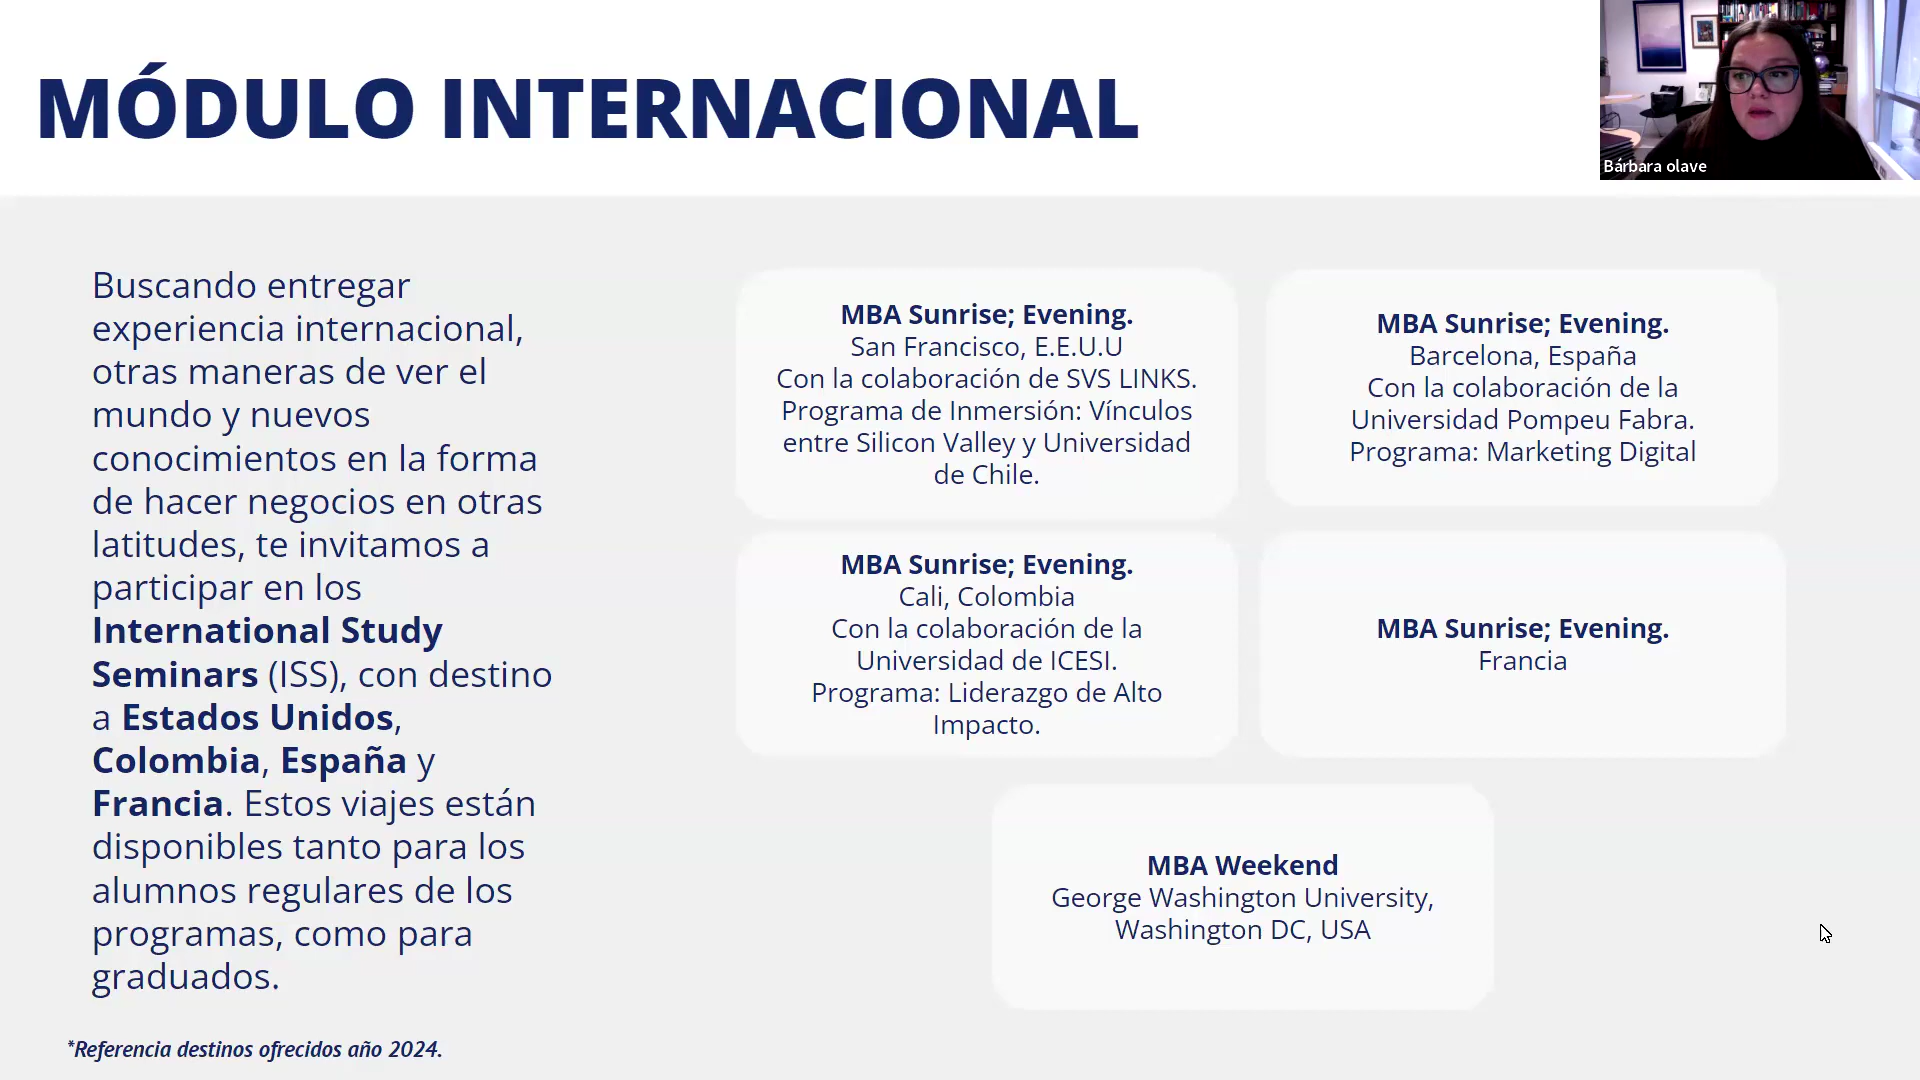 MÓDULO INTERNACIONAL
Bárbara olave
Buscando entregar
experiencia internacional,
otras maneras de ver el
mundo y nuevos
conocimientos en la forma
de hacer negocios en otras
latitudes, te invitamos a
participar en los
International Study
Seminars (ISS), con destino
a Estados Unidos,
Colombia, España y
Francia. Estos viajes están
disponibles tanto para los
alumnos regulares de los
programas, como para
graduados.
MBA Sunrise; Evening.
San Francisco, E.E.U.U
Con la colaboración de SVS LINKS.
Programa de Inmersión: Vínculos
entre Silicon Valley y Universidad
de Chile.
MBA Sunrise; Evening.
Barcelona, España
Con la colaboración de la
Universidad Pompeu Fabra.
Programa: Marketing Digital
MBA Sunrise; Evening.
Cali, Colombia
Con la colaboración de la
Universidad de ICESI.
Programa: Liderazgo de Alto
Impacto.
MBA Sunrise; Evening.
Francia
MBA Weekend
George Washington University,
Washington DC, USA
*Referencia destinos ofrecidos año 2024.